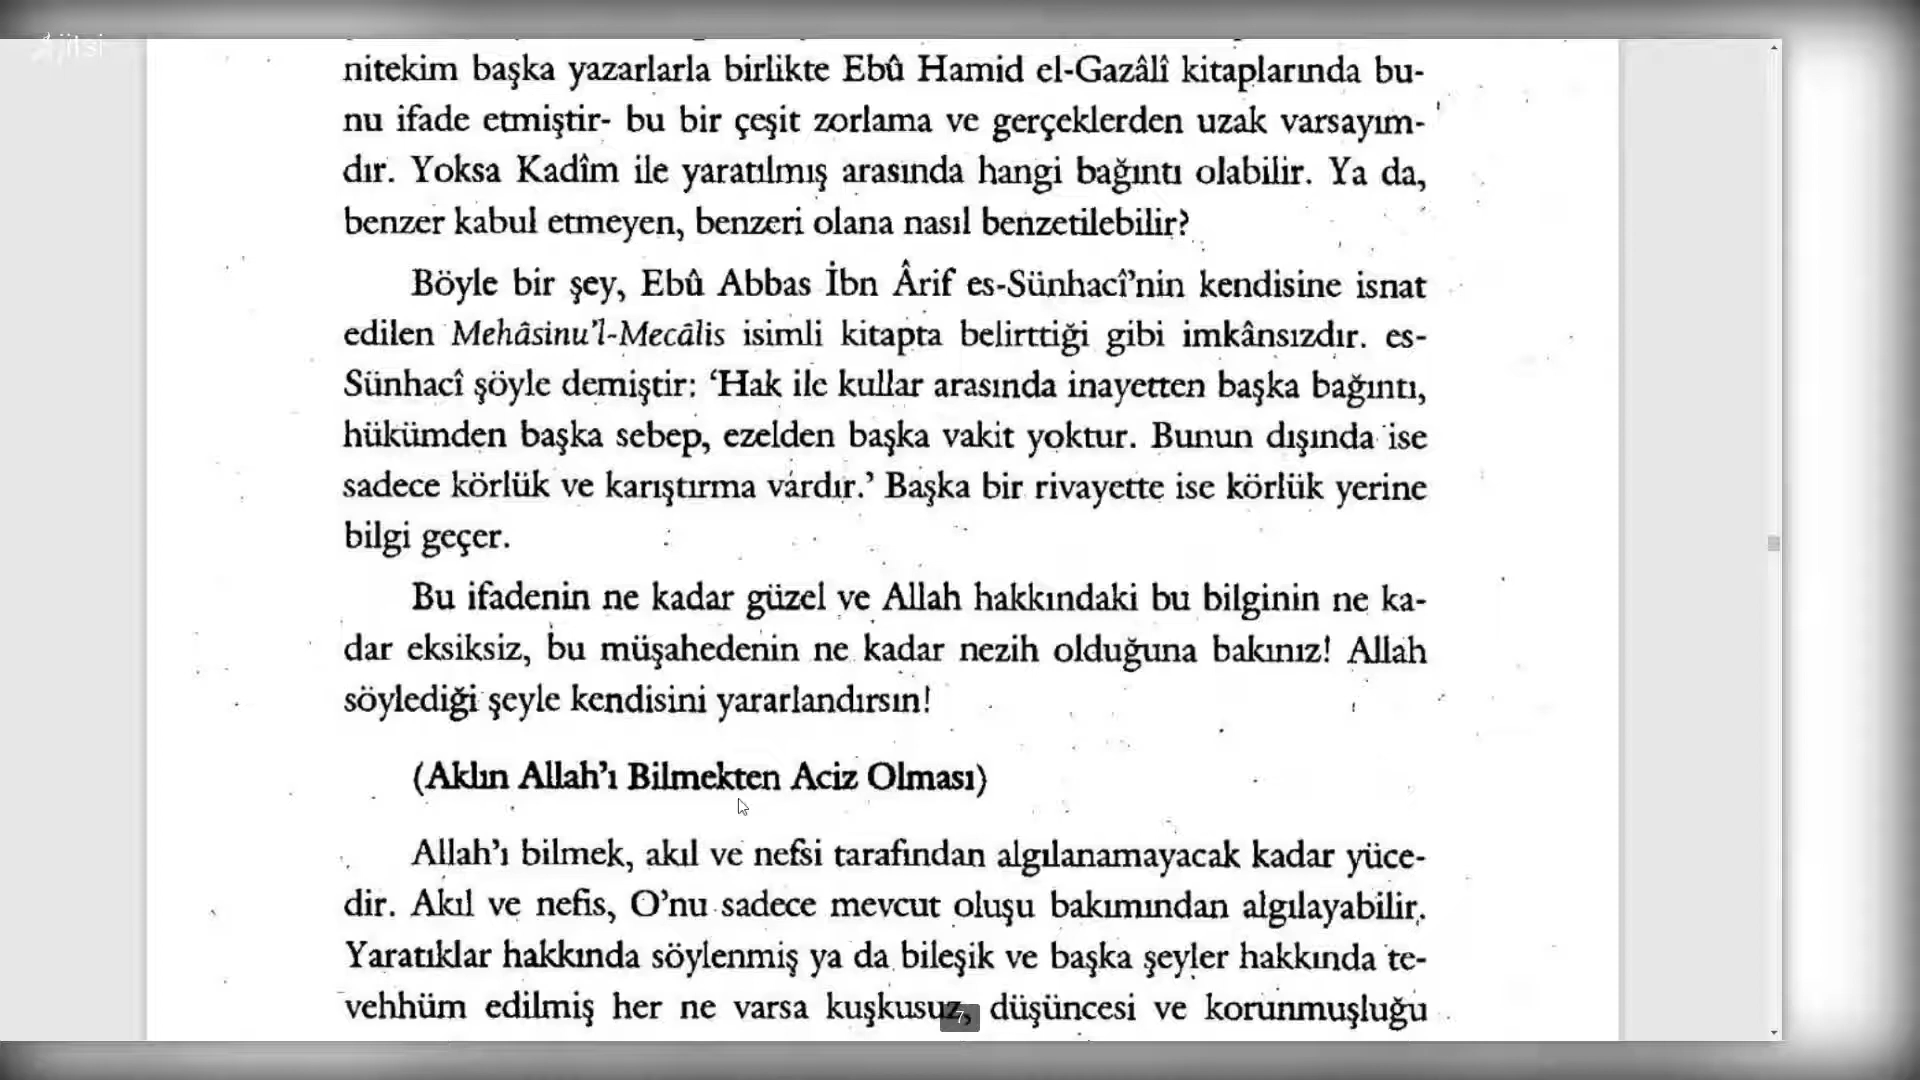 jitsi
nitekim başka yazarlarla birlikte Ebû Hamid el-Gazâlî kitaplarında bu-
nu ifade etmiştir- bu bir çeşit zorlama ve gerçeklerden uzak varsayım-
dır. Yoksa Kadîm ile yaratılmış arasında hangi bağıntı olabilir. Ya da,
benzer kabul etmeyen, benzeri olana nasıl benzetilebilir?
Böyle bir şey, Ebû Abbas İbn Ârif es-Sünhacî’nin kendisine isnat
edilen Mehâsinu’l-Mecâlis isimli kitapta belirttiği gibi imkânsızdır. es-
Sünhacî şöyle demiştir: ‘Hak ile kullar arasında inayetten başka bağıntı,
hükümden başka sebep, ezelden başka vakit yoktur. Bunun dışında ise
sadece körlük ve karıştırma vardır.’ Başka bir rivayette ise körlük yerine
bilgi geçer.
Bu ifadenin ne kadar güzel ve Allah hakkındaki bu bilginin ne ka-
dar eksiksiz, bu müşahedenin ne kadar nezih olduğuna bakınız! Allah
söylediği şeyle kendisini yararlandırsın!
(Aklın Allah’ı Bilmekten Aciz Olması)
Allah’ı bilmek, akıl ve nefsi tarafından algılanamayacak kadar yüce-
dir. Akıl ve nefis, O’nu sadece mevcut oluşu bakımından algılayabilir.
Yaratıklar hakkında söylenmiş ya da bileşik ve başka şeyler hakkında te-
vehhüm edilmiş her ne varsa kuşkusuz, düşüncesi ve korunmuşluğu
7